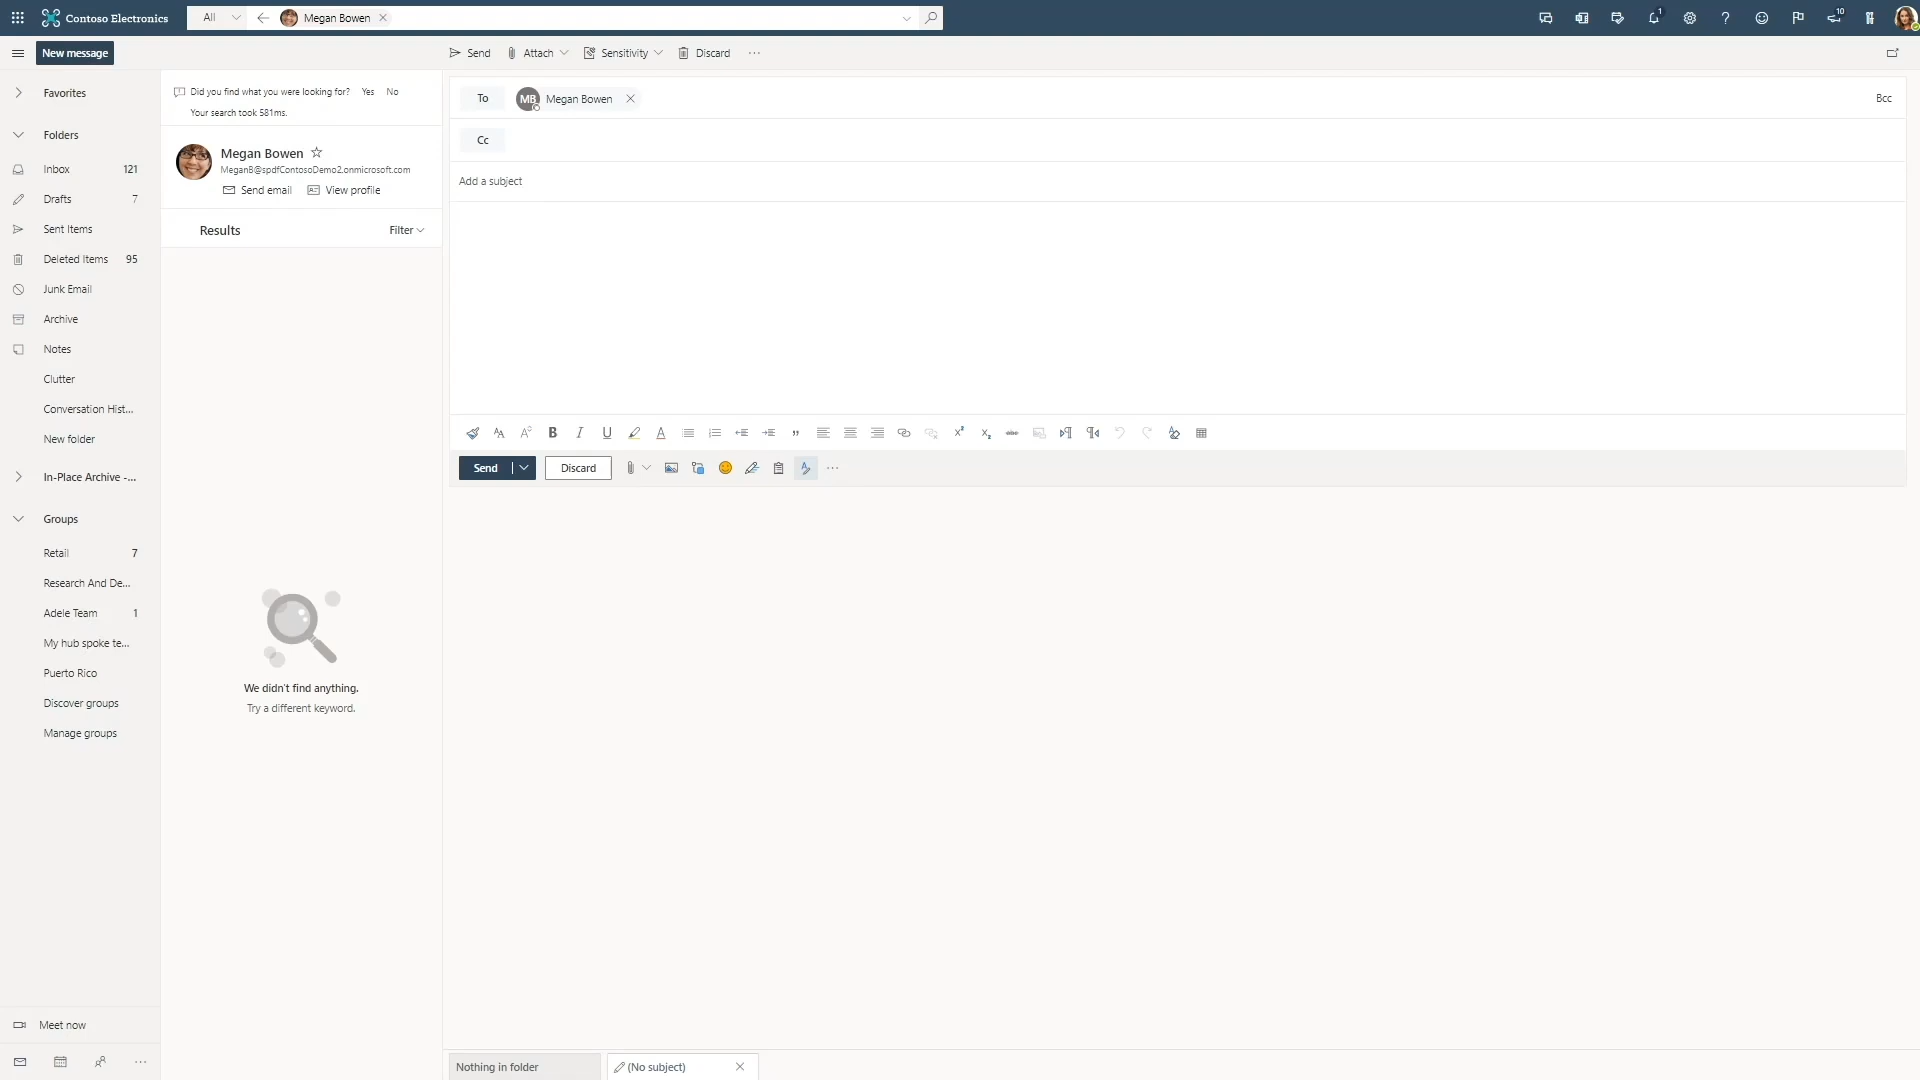 Contoso Electronics
All
Megan Bowen
1
10
New message
Send
Attach
Sensitivity
Discard
Favorites
Folders
Inbox 121
Drafts 7
Sent Items
Deleted Items 95
Junk Email
Archive
Notes
Clutter
Conversation Hist...
New folder
In-Place Archive -...
Groups
Retail 7
Research And De...
Adele Team 1
My hub spoke te...
Puerto Rico
Discover groups
Manage groups
Meet now
Did you find what you were looking for? Yes No
Your search took 581ms.
Megan Bowen
MeganB@spdfContosoDemo2.onmicrosoft.com
Send email View profile
Results Filter
We didn't find anything.
Try a different keyword.
To MB Megan Bowen Bcc
Cc
Add a subject
Send Discard
Nothing in folder
(No subject)